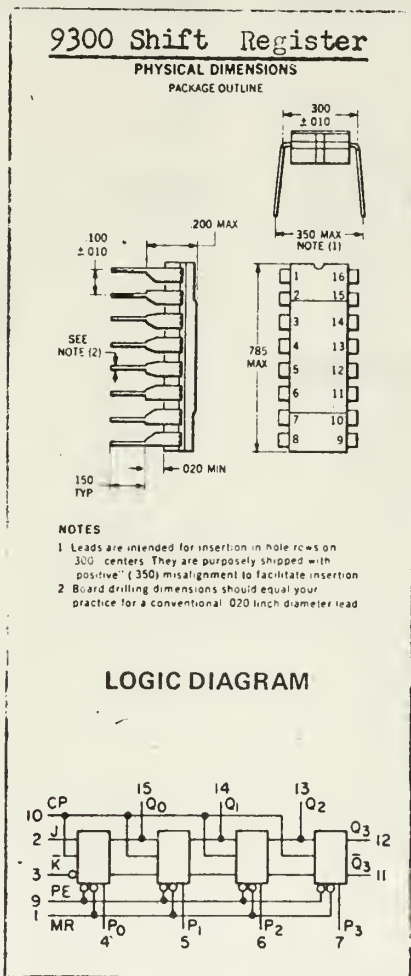 9300 Shift Register
PHYSICAL DIMENSIONS
PACKAGE OUTLINE
300
± 010
350 MAX
NOTE (1)
.200 MAX
.100
± 010
SEE
NOTE (2)
785
MAX
1 16
2 15
3 14
4 13
5 12
6 11
7 10
8 9
020 MIN
150
TYP
NOTES
1 Leads are intended for insertion in hole rows on
300 centers They are purposely shipped with
positive" ( 350) misalignment to facilitate insertion
2 Board drilling dimensions should equal your
practice for a conventional 020 inch diameter lead
LOGIC DIAGRAM
15 14 13
CP Q0 Q1 Q2
10
2 J Q3 12
3 K̄ Q̄3 11
9 PE
1 MR P0 P1 P2 P3
4 5 6 7